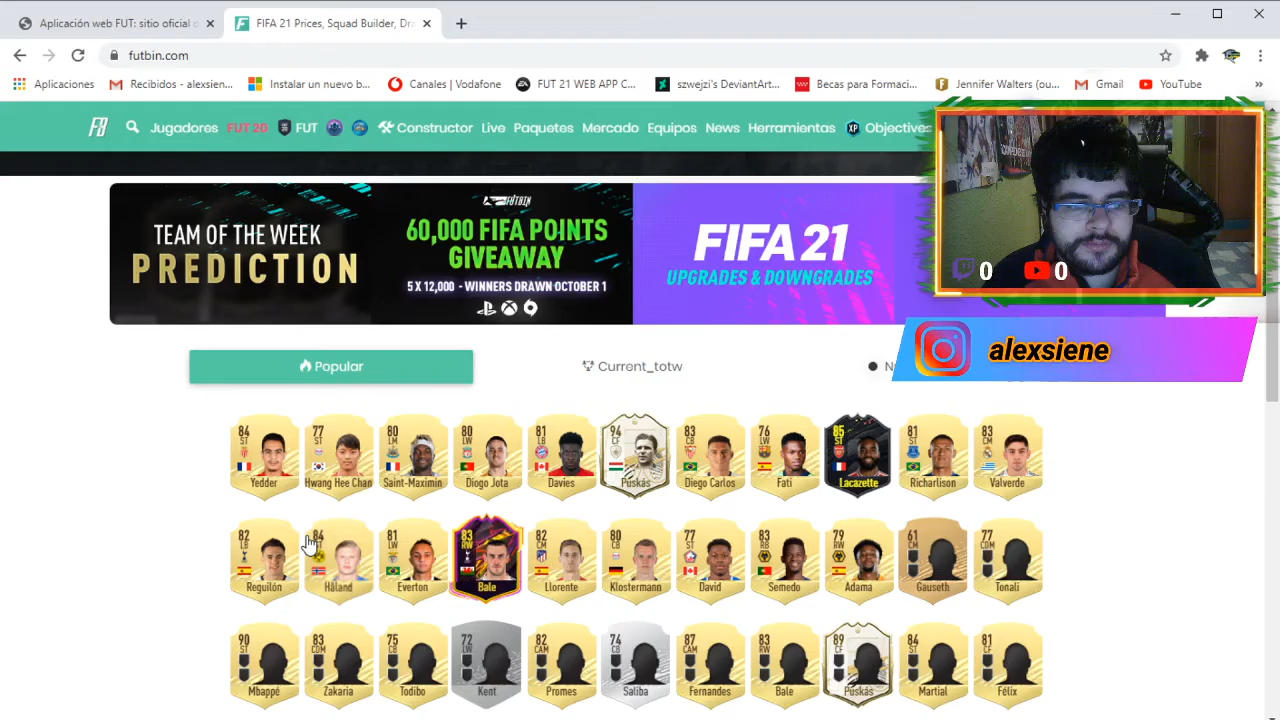 Aplicación web FUT: sitio oficial d
FIFA 21 Prices, Squad Builder, Dra
futbin.com
Aplicaciones
Recibidos - alexsien...
Instalar un nuevo b...
Canales | Vodafone
FUT 21 WEB APP C...
szwejzi's DeviantArt...
Becas para Formaci...
Jennifer Walters (ou...
Gmail
YouTube
»
FB
Jugadores
FUT 20
FUT
Constructor
Live
Paquetes
Mercado
Equipos
News
Herramientas
XP Objectives
TEAM OF THE WEEK
PREDICTION
FUTBIN
60,000 FIFA POINTS
GIVEAWAY
5 X 12,000 - WINNERS DRAWN OCTOBER 1
FIFA 21
UPGRADES & DOWNGRADES
0
0
alexsiene
Popular
Current_totw
N
84 ST Yedder
77 ST Hwang Hee Chan
80 LM Saint-Maximin
80 LW Diogo Jota
81 LB Davies
94 CF Puskás
83 CB Diego Carlos
76 LW Fati
85 ST Lacazette
81 ST Richarlison
83 CM Valverde
82 LB Reguilón
84 Håland
81 LW Everton
83 RW Bale
82 CM Llorente
80 CB Klostermann
77 ST David
83 RB Semedo
79 RW Adama
61 CM Gauseth
77 CDM Tonali
90 ST Mbappé
83 CDM Zakaria
75 CB Todibo
72 LW Kent
82 CAM Promes
74 CB Saliba
87 CAM Fernandes
83 RW Bale
89 CF Puskás
84 ST Martial
81 CF Félix